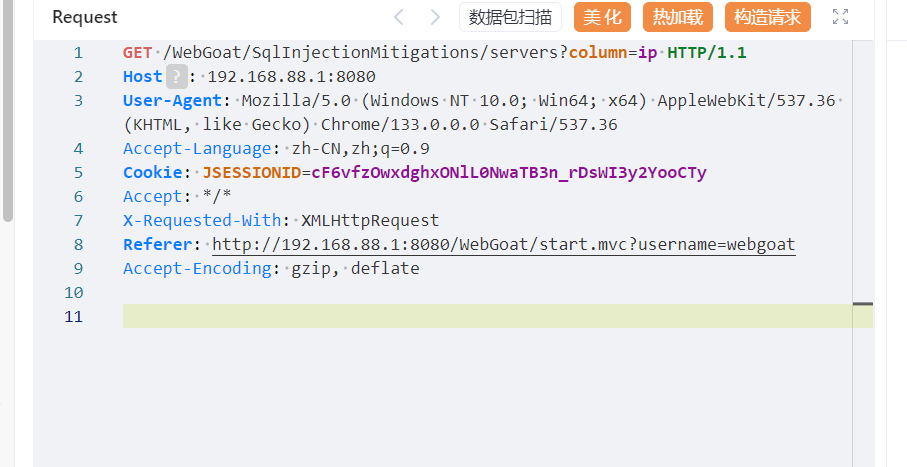 Request 数据包扫描 美化 热加载 构造请求
1 GET /WebGoat/SqlInjectionMitigations/servers?column=ip HTTP/1.1
2 Host ? : 192.168.88.1:8080
3 User-Agent: Mozilla/5.0 (Windows NT 10.0; Win64; x64) AppleWebKit/537.36
(KHTML, like Gecko) Chrome/133.0.0.0 Safari/537.36
4 Accept-Language: zh-CN,zh;q=0.9
5 Cookie: JSESSIONID=cF6vfzOwxdghxONlL0NwaTB3n_rDsWI3y2YooCTy
6 Accept: */*
7 X-Requested-With: XMLHttpRequest
8 Referer: http://192.168.88.1:8080/WebGoat/start.mvc?username=webgoat
9 Accept-Encoding: gzip, deflate
10
11